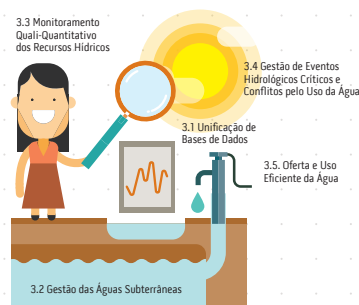 3.3 Monitoramento
Quali-Quantitativo
dos Recursos Hídricos
3.4 Gestão de Eventos
Hidrológicos Críticos e
Conflitos pelo Uso da Água
3.1 Unificação de
Bases de Dados
3.5. Oferta e Uso
Eficiente da Água
3.2 Gestão das Águas Subterrâneas